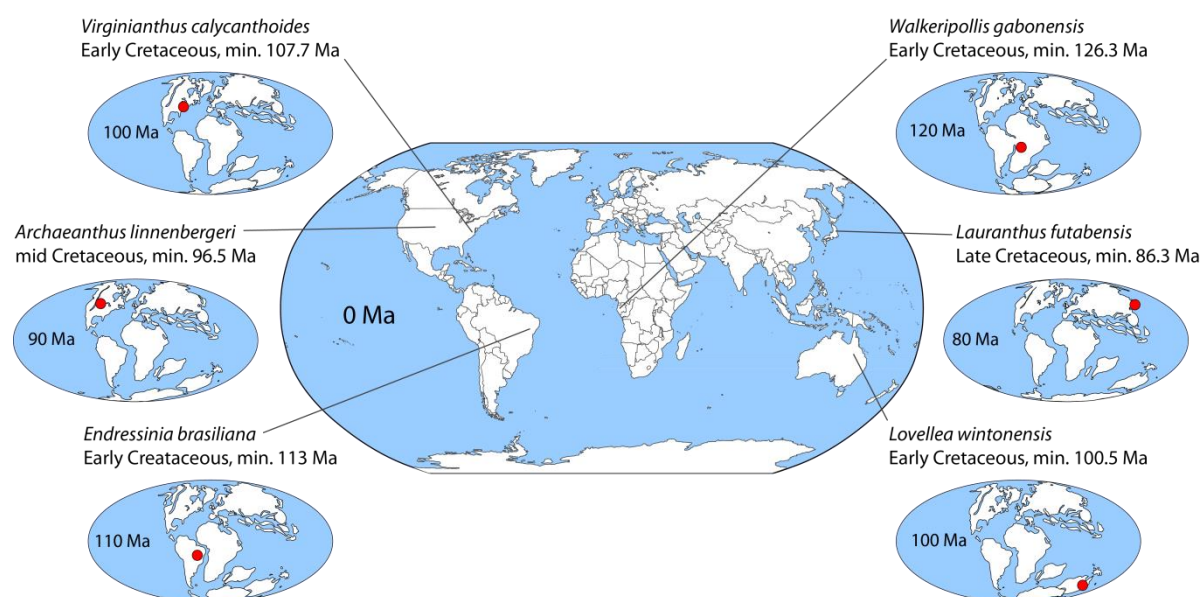 Virginianthus calycanthoides
Early Cretaceous, min. 107.7 Ma
100 Ma
Walkeripollis gabonensis
Early Cretaceous, min. 126.3 Ma
120 Ma
Archaeanthus linnenbergeri
mid Cretaceous, min. 96.5 Ma
90 Ma
0 Ma
Lauranthus futabensis
Late Cretaceous, min. 86.3 Ma
80 Ma
Endressinia brasiliana
Early Creataceous, min. 113 Ma
110 Ma
Lovellea wintonensis
Early Cretaceous, min. 100.5 Ma
100 Ma